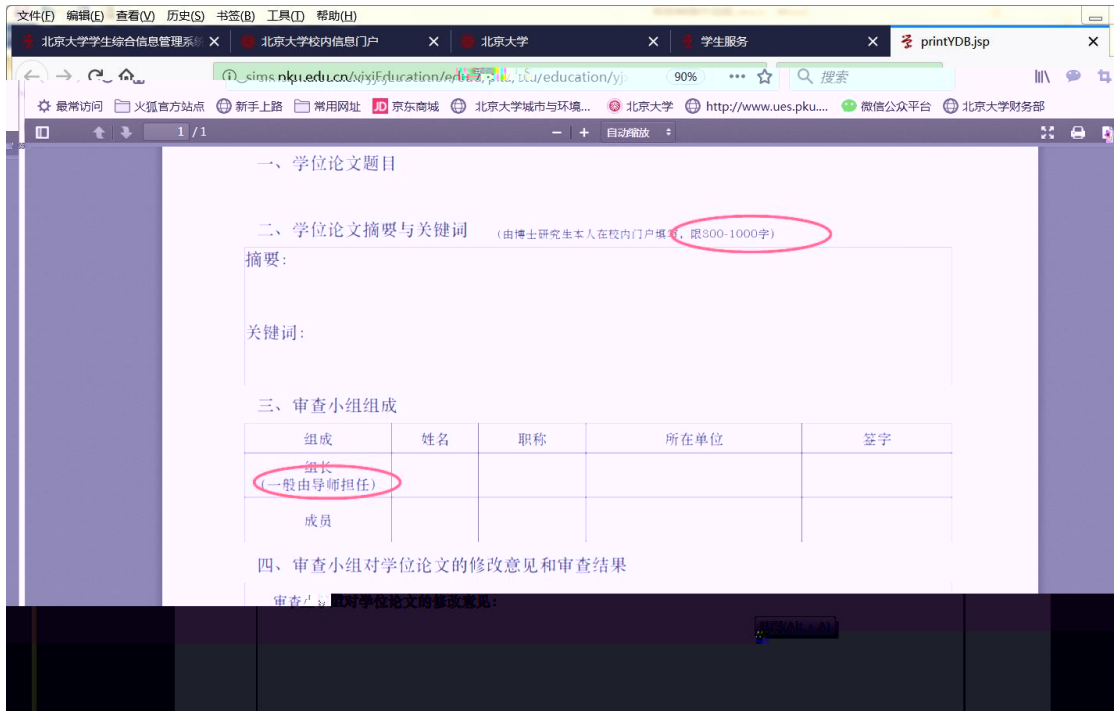 文件(F) 编辑(E) 查看(V) 历史(S) 书签(B) 工具(T) 帮助(H)
北京大学学生综合信息管理系统 北京大学校内信息门户 北京大学 学生服务 printYDB.jsp
sims.pku.edu.cn 90% 搜索
最常访问 火狐官方站点 新手上路 常用网址 JD 京东商城 北京大学城市与环境... 北京大学 http://www.ues.pku.... 微信公众平台 北京大学财务部
1 / 1 自动缩放
一、学位论文题目
二、学位论文摘要与关键词 (由博士研究生本人在校内门户填写，限800-1000字)
摘要:
关键词:
三、审查小组组成
组成 姓名 职称 所在单位 签字
组长
(一般由导师担任)
成员
四、审查小组对学位论文的修改意见和审查结果
审查小组对学位论文的修改意见: